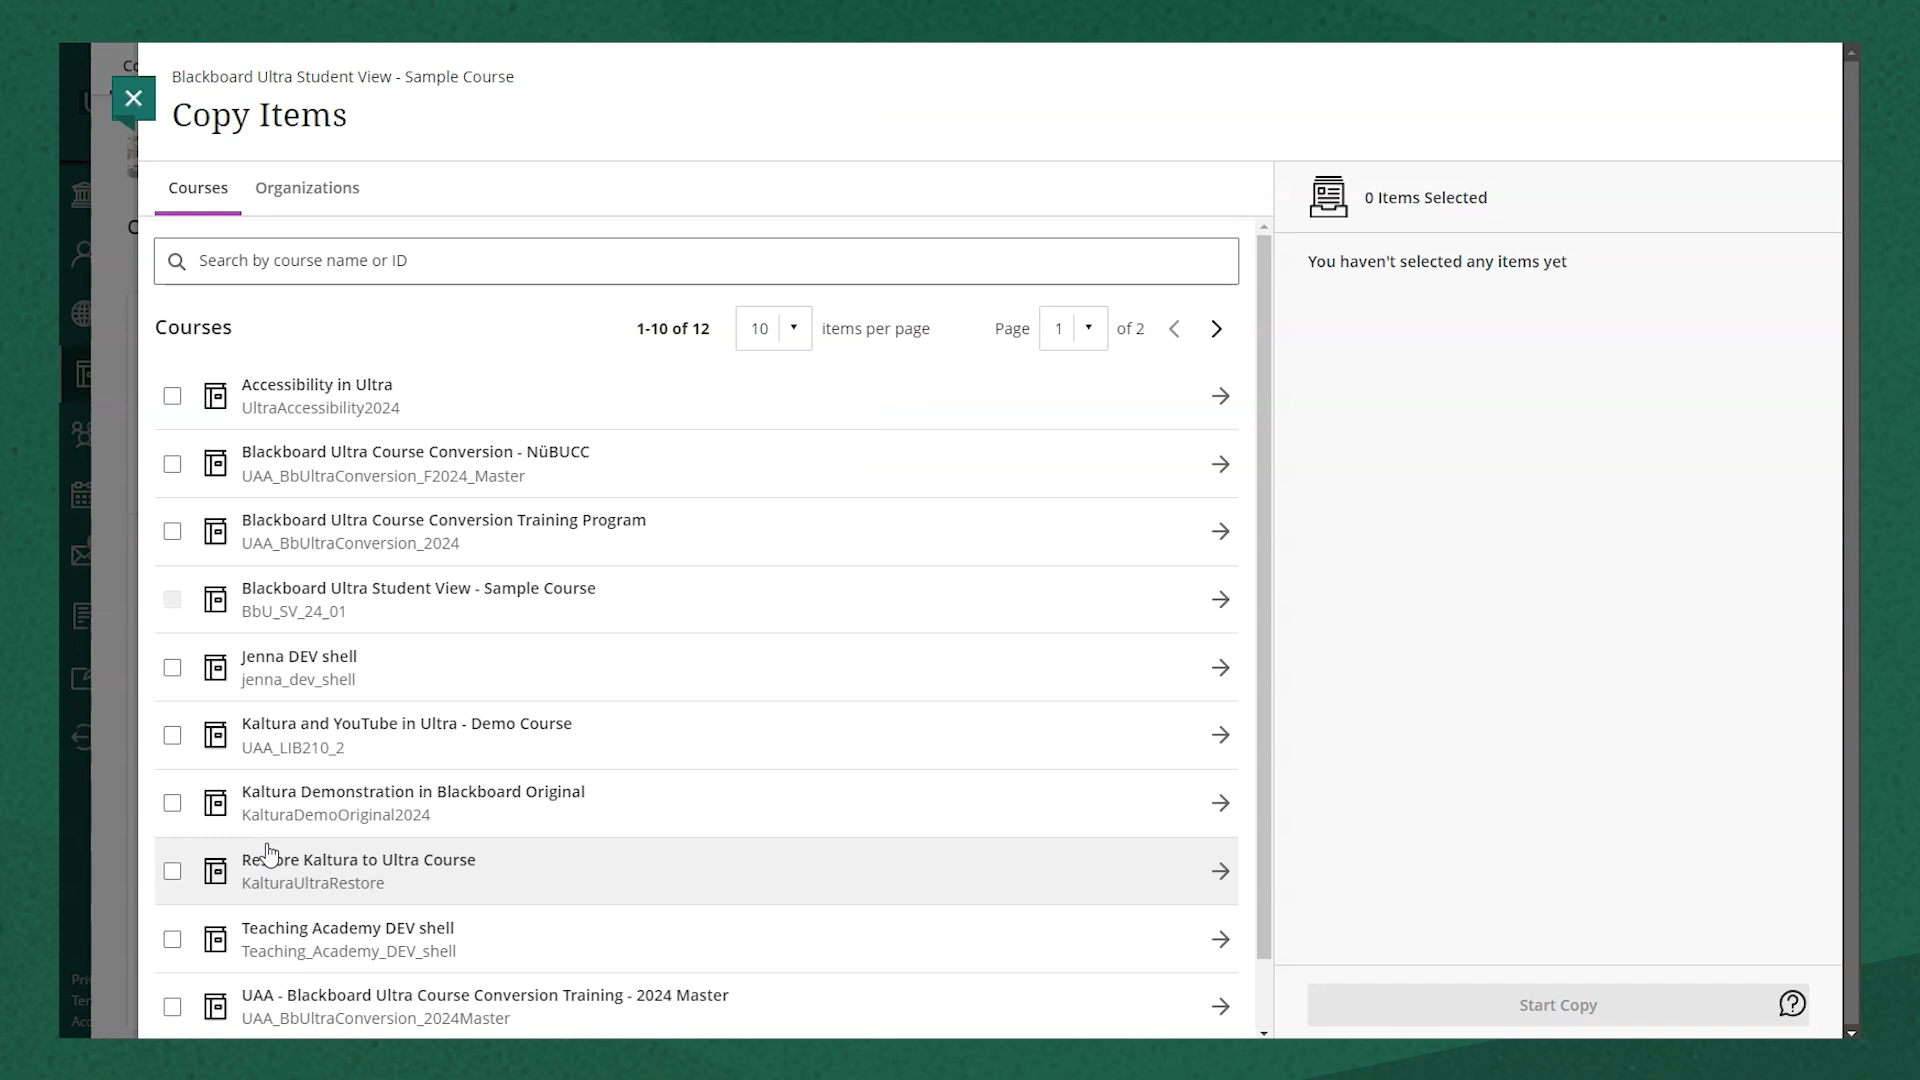 Blackboard Ultra Student View - Sample Course
Copy Items
Courses
Organizations
0 Items Selected
Search by course name or ID
You haven't selected any items yet
Courses
1-10 of 12
10
items per page
Page
1
of 2
Accessibility in Ultra
UltraAccessibility2024
Blackboard Ultra Course Conversion - NüBUCC
UAA_BbUltraConversion_F2024_Master
Blackboard Ultra Course Conversion Training Program
UAA_BbUltraConversion_2024
Blackboard Ultra Student View - Sample Course
BbU_SV_24_01
Jenna DEV shell
jenna_dev_shell
Kaltura and YouTube in Ultra - Demo Course
UAA_LIB210_2
Kaltura Demonstration in Blackboard Original
KalturaDemoOriginal2024
Restore Kaltura to Ultra Course
KalturaUltraRestore
Teaching Academy DEV shell
Teaching_Academy_DEV_shell
UAA - Blackboard Ultra Course Conversion Training - 2024 Master
UAA_BbUltraConversion_2024Master
Start Copy